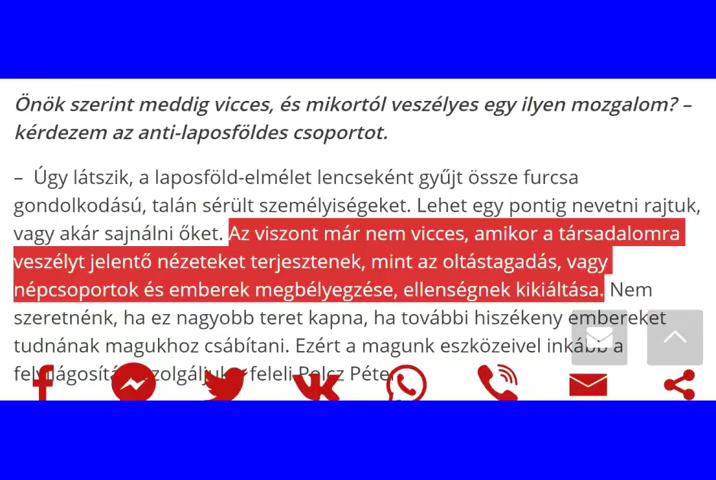 Önök szerint meddig vicces, és mikortól veszélyes egy ilyen mozgalom? –
kérdezem az anti-laposföldes csoportot.
– Úgy látszik, a laposföld-elmélet lencseként gyűjt össze furcsa
gondolkodású, talán sérült személyiségeket. Lehet egy pontig nevetni rajtuk,
vagy akár sajnálni őket. Az viszont már nem vicces, amikor a társadalomra
veszélyt jelentő nézeteket terjesztenek, mint az oltástagadás, vagy
népcsoportok és emberek megbélyegzése, ellenségnek kikiáltása. Nem
szeretnénk, ha ez nagyobb teret kapna, ha további hiszékeny embereket
tudnának magukhoz csábítani. Ezért a magunk eszközeivel inkább a
feleli Pelcz Péte